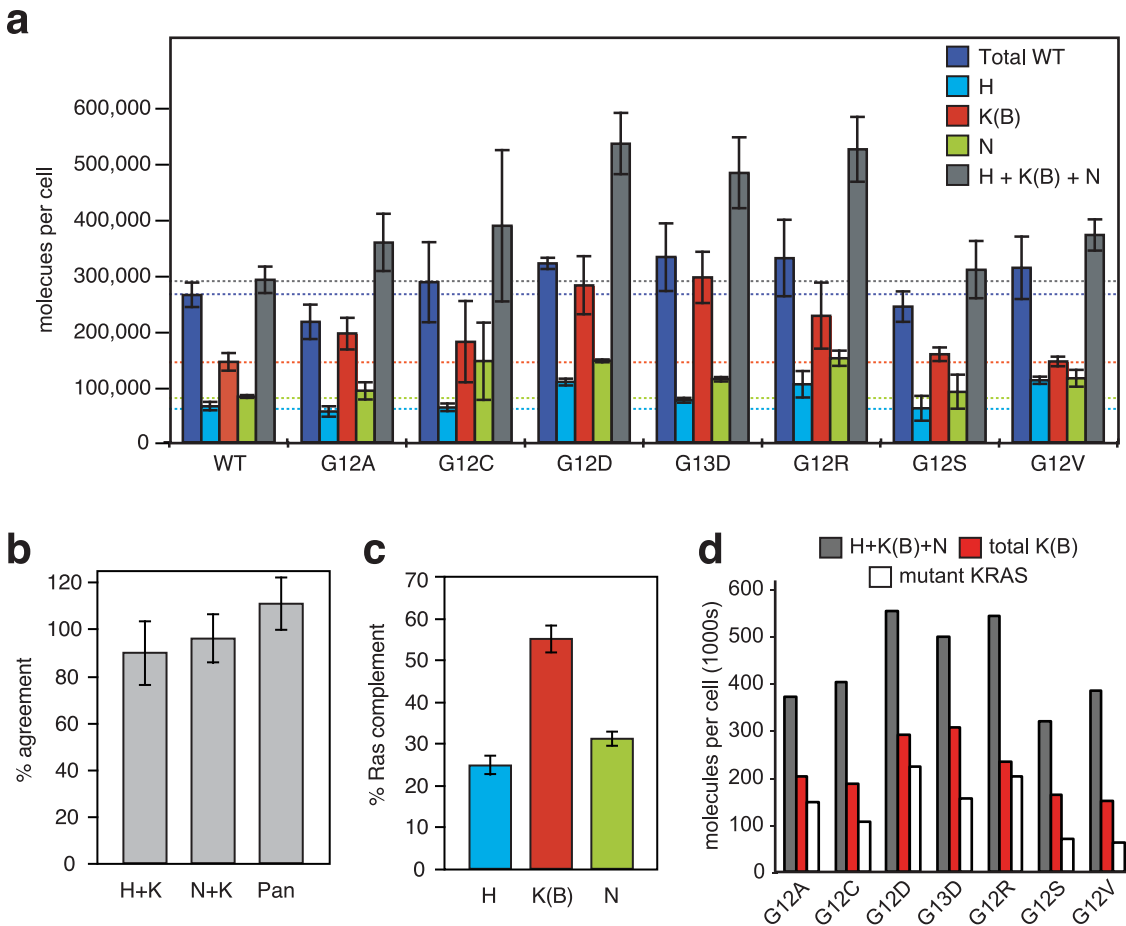 a
molecues per cell
600,000
500,000
400,000
300,000
200,000
100,000
0
Total WT
H
K(B)
N
H + K(B) + N
WT G12A G12C G12D G13D G12R G12S G12V
b
% agreement
120
100
80
60
40
20
0
H+K N+K Pan
c
% Ras complement
70
60
50
40
30
20
10
0
H K(B) N
d
H+K(B)+N total K(B)
mutant KRAS
molecules per cell (1000s)
600
500
400
300
200
100
0
G12A G12C G12D G13D G12R G12S G12V